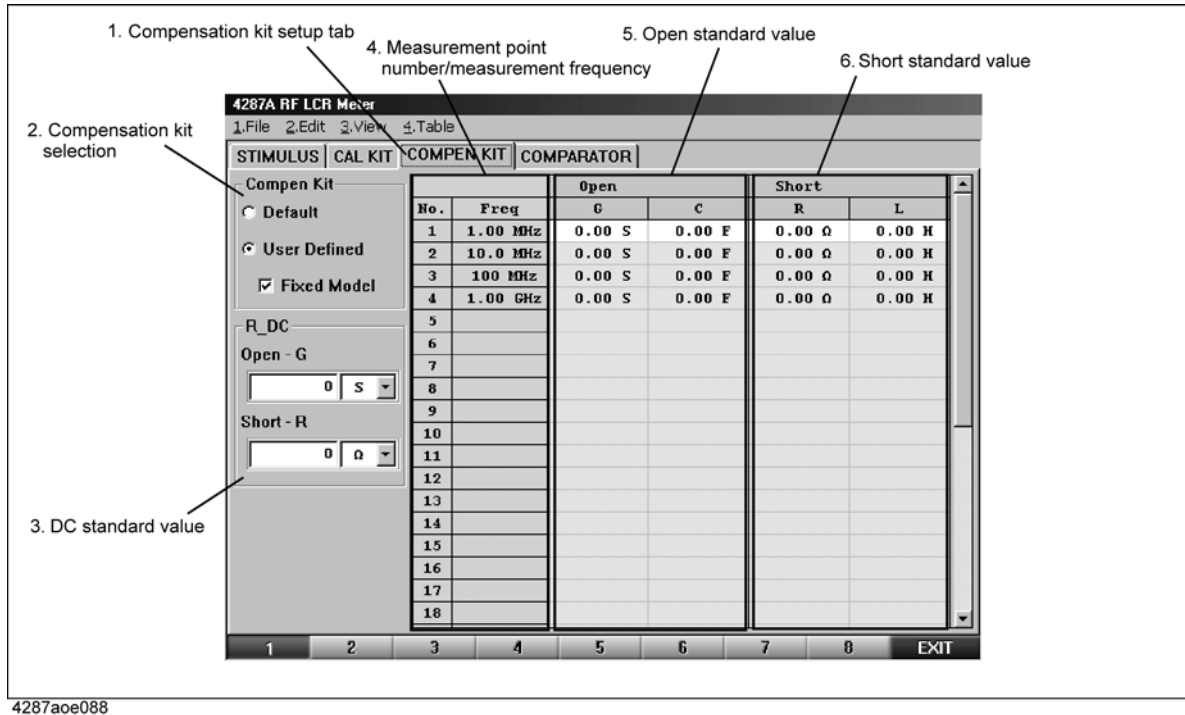 1. Compensation kit setup tab
5. Open standard value
4. Measurement point
number/measurement frequency
6. Short standard value
2. Compensation kit
selection
3. DC standard value
4287A RF LCR Meter
1.File 2.Edit 3.View 4.Table
STIMULUS CAL KIT COMPEN KIT COMPARATOR
Compen Kit
Default
User Defined
Fixed Model
R_DC
Open - G
0 S
Short - R
0 Ω
Open Short
No. Freq G C R L
1 1.00 MHz 0.00 S 0.00 F 0.00 Ω 0.00 H
2 10.0 MHz 0.00 S 0.00 F 0.00 Ω 0.00 H
3 100 MHz 0.00 S 0.00 F 0.00 Ω 0.00 H
4 1.00 GHz 0.00 S 0.00 F 0.00 Ω 0.00 H
5
6
7
8
9
10
11
12
13
14
15
16
17
18
1 2 3 4 5 6 7 8 EXIT
4287aoe088